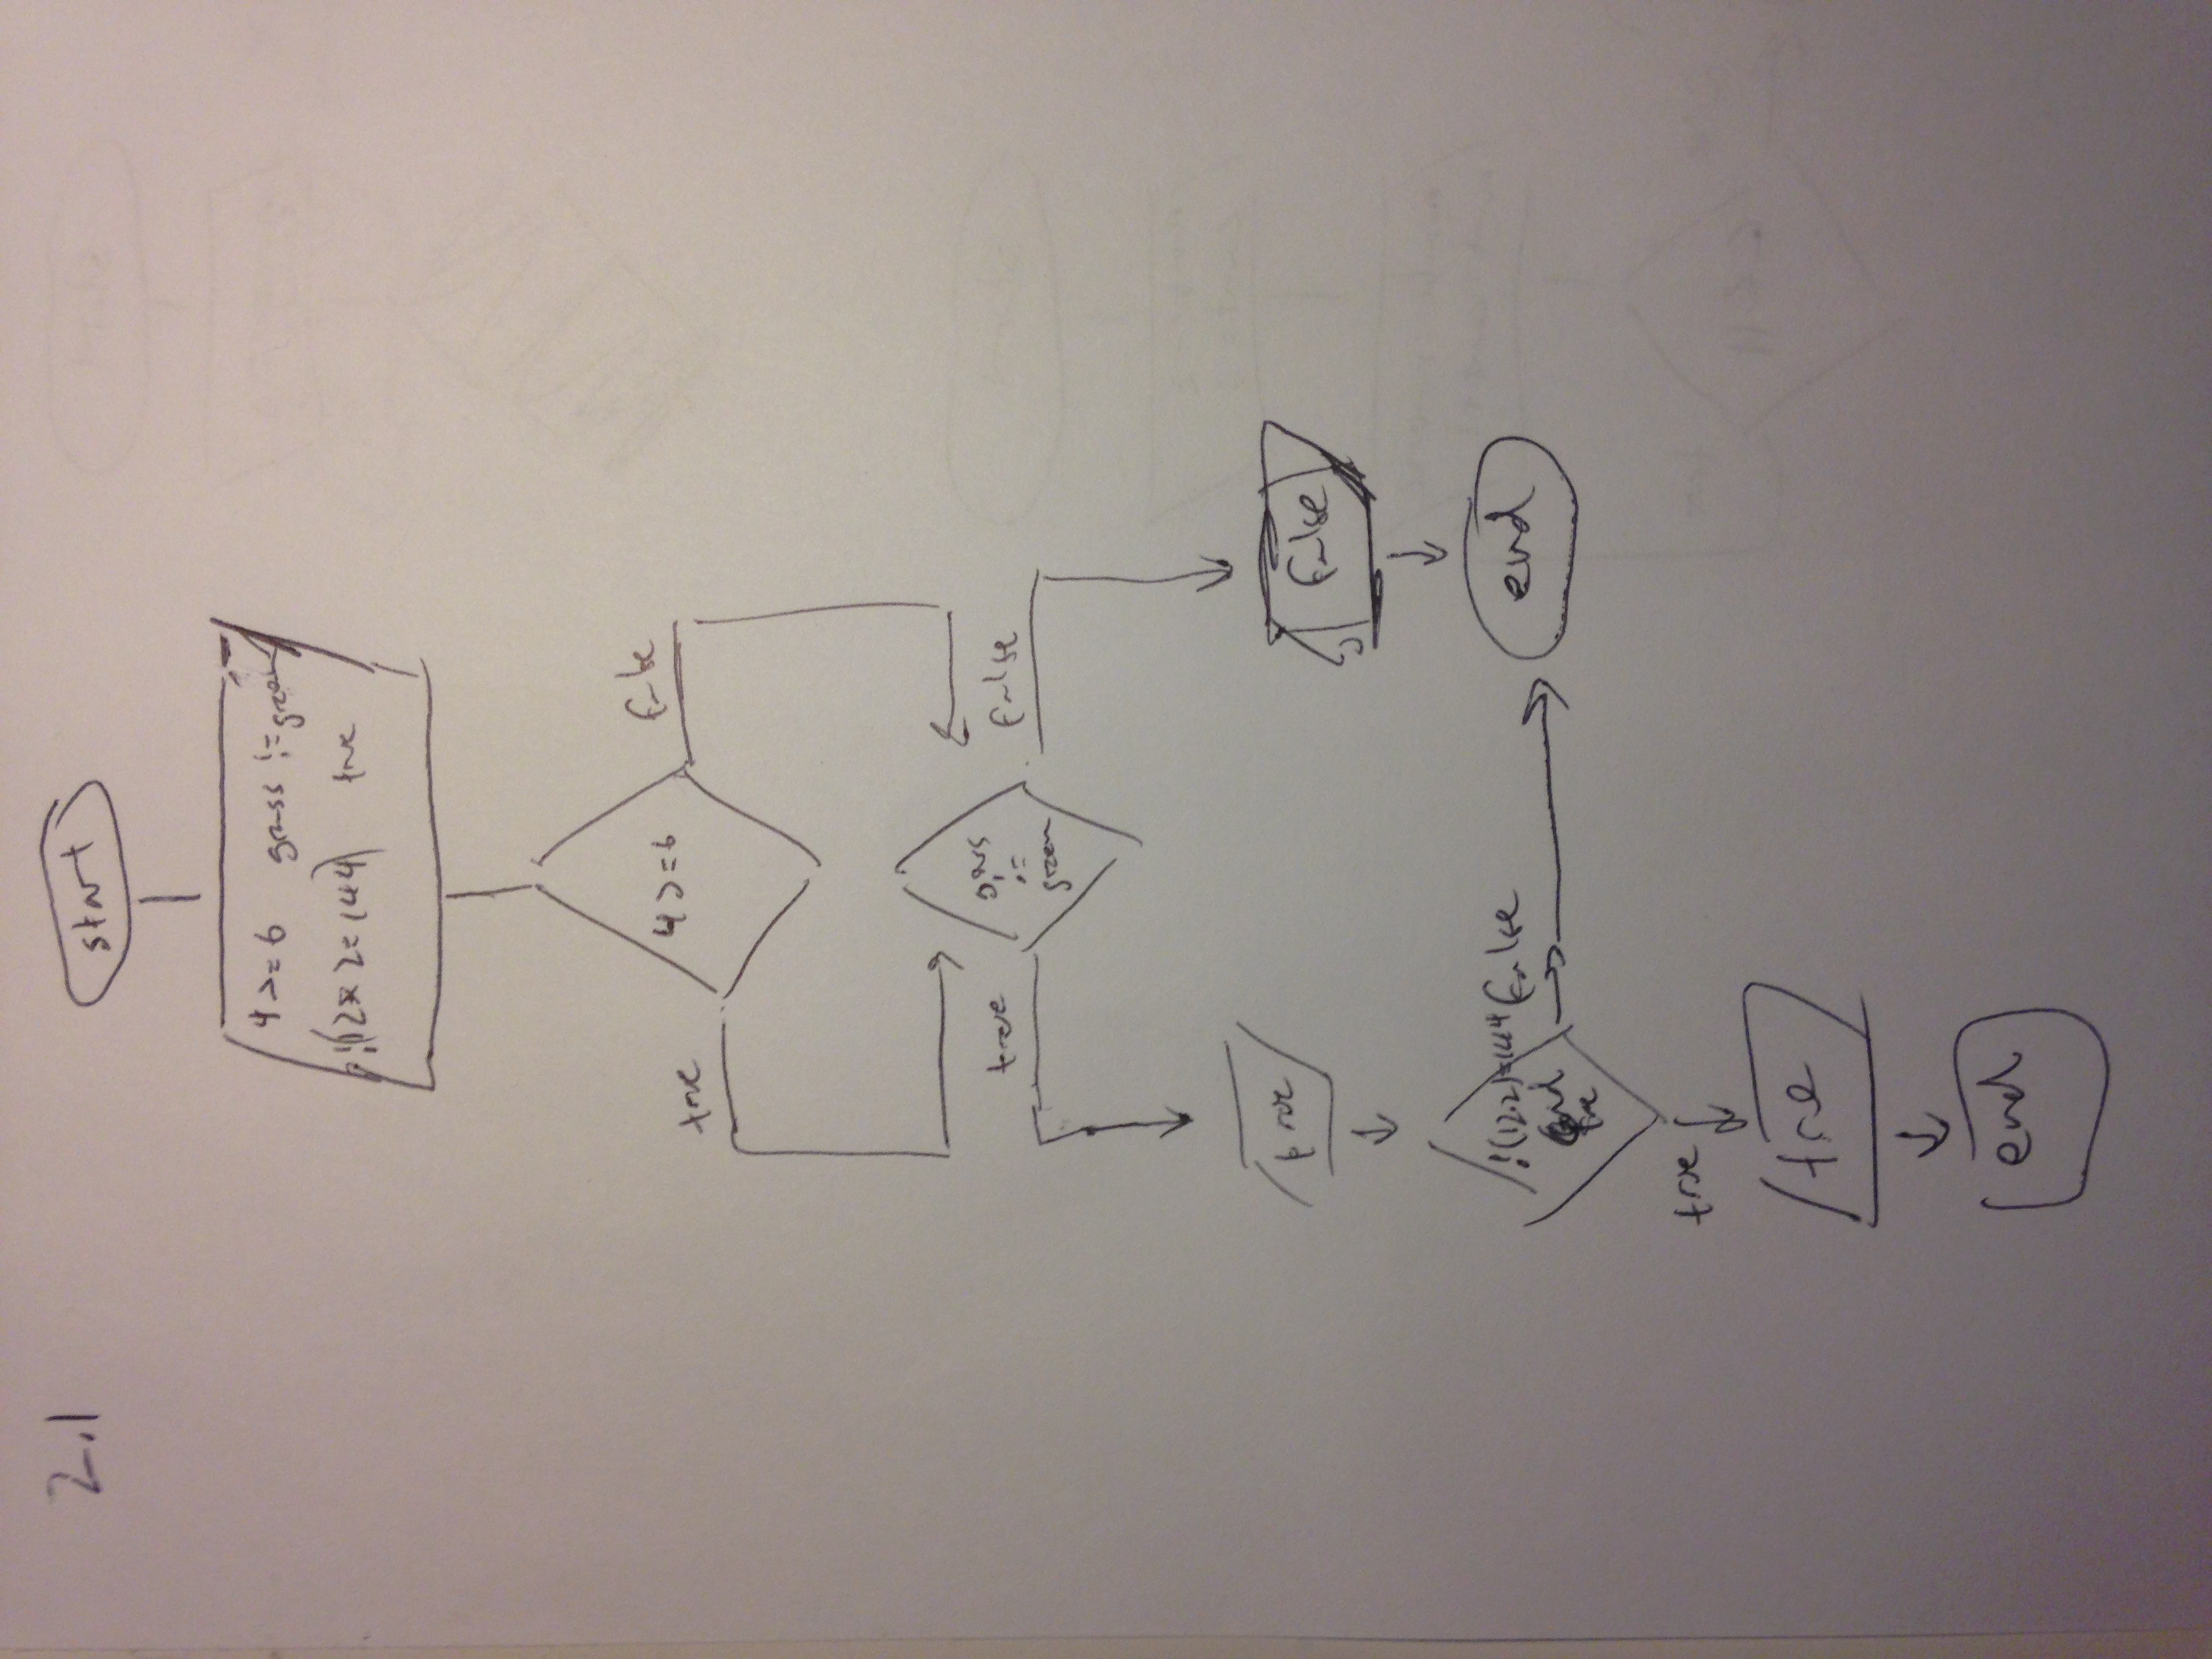 2.1
start
4 >= 6 grass != green
!(12 * 2 = 144) true
4 >= 6
false
true
grass
!=
green
true
false
true
false
!(12.2)=144
and
true
false
end
true
true
end